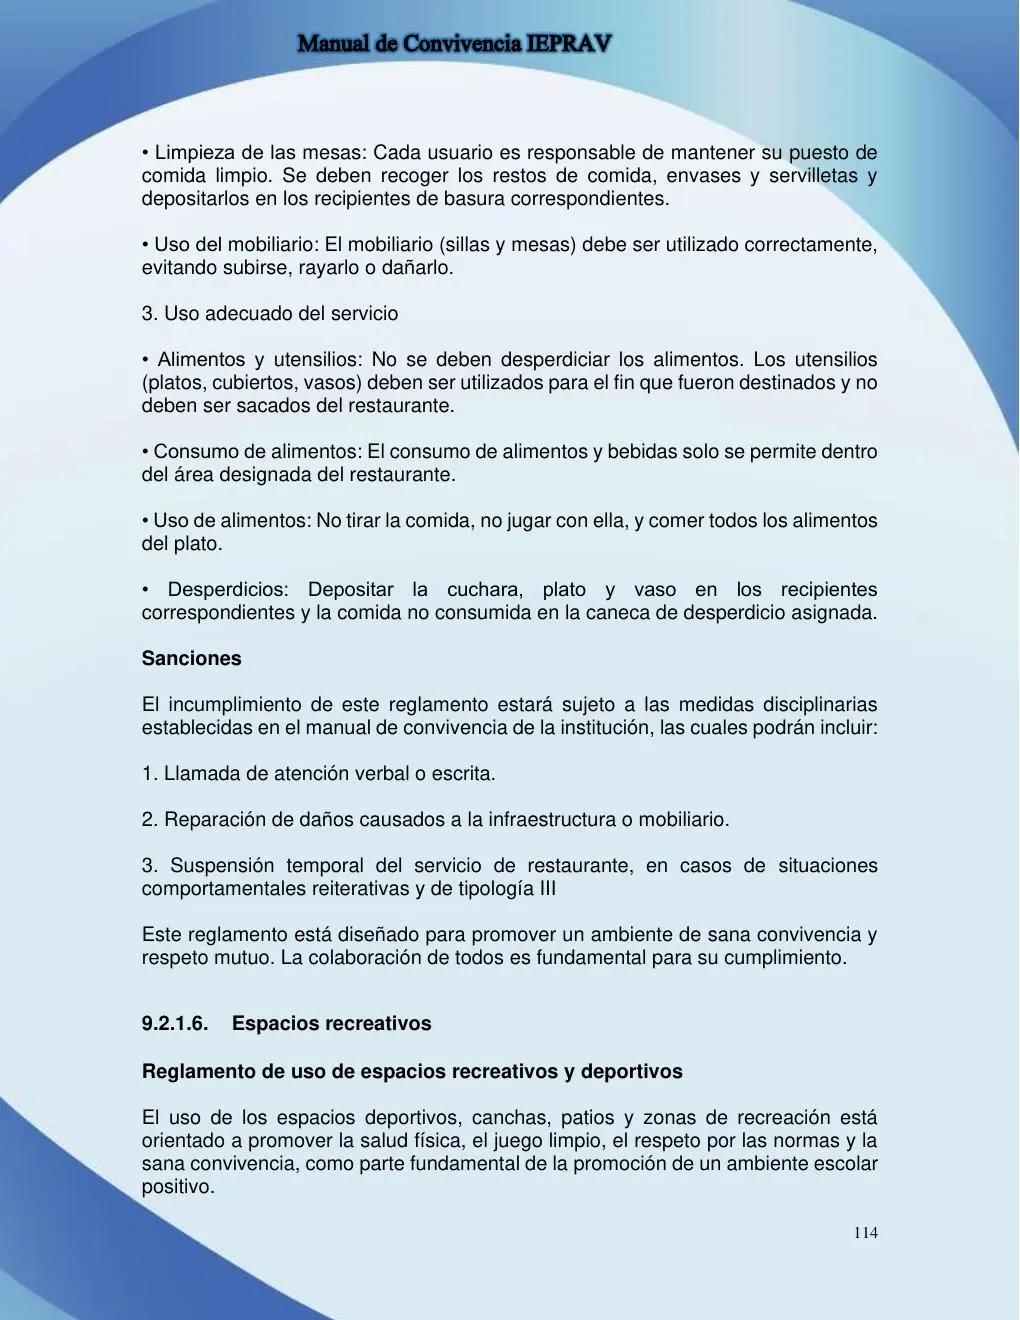 Manual de Convivencia IEPRAV
• Limpieza de las mesas: Cada usuario es responsable de mantener su puesto de
comida limpio. Se deben recoger los restos de comida, envases y servilletas y
depositarlos en los recipientes de basura correspondientes.
• Uso del mobiliario: El mobiliario (sillas y mesas) debe ser utilizado correctamente,
evitando subirse, rayarlo o dañarlo.
3. Uso adecuado del servicio
• Alimentos y utensilios: No se deben desperdiciar los alimentos. Los utensilios
(platos, cubiertos, vasos) deben ser utilizados para el fin que fueron destinados y no
deben ser sacados del restaurante.
• Consumo de alimentos: El consumo de alimentos y bebidas solo se permite dentro
del área designada del restaurante.
• Uso de alimentos: No tirar la comida, no jugar con ella, y comer todos los alimentos
del plato.
• Desperdicios: Depositar la cuchara, plato y vaso en los recipientes
correspondientes y la comida no consumida en la caneca de desperdicio asignada.
Sanciones
El incumplimiento de este reglamento estará sujeto a las medidas disciplinarias
establecidas en el manual de convivencia de la institución, las cuales podrán incluir:
1. Llamada de atención verbal o escrita.
2. Reparación de daños causados a la infraestructura o mobiliario.
3. Suspensión temporal del servicio de restaurante, en casos de situaciones
comportamentales reiterativas y de tipología III
Este reglamento está diseñado para promover un ambiente de sana convivencia y
respeto mutuo. La colaboración de todos es fundamental para su cumplimiento.
9.2.1.6. Espacios recreativos
Reglamento de uso de espacios recreativos y deportivos
El uso de los espacios deportivos, canchas, patios y zonas de recreación está
orientado a promover la salud física, el juego limpio, el respeto por las normas y la
sana convivencia, como parte fundamental de la promoción de un ambiente escolar
positivo.
114